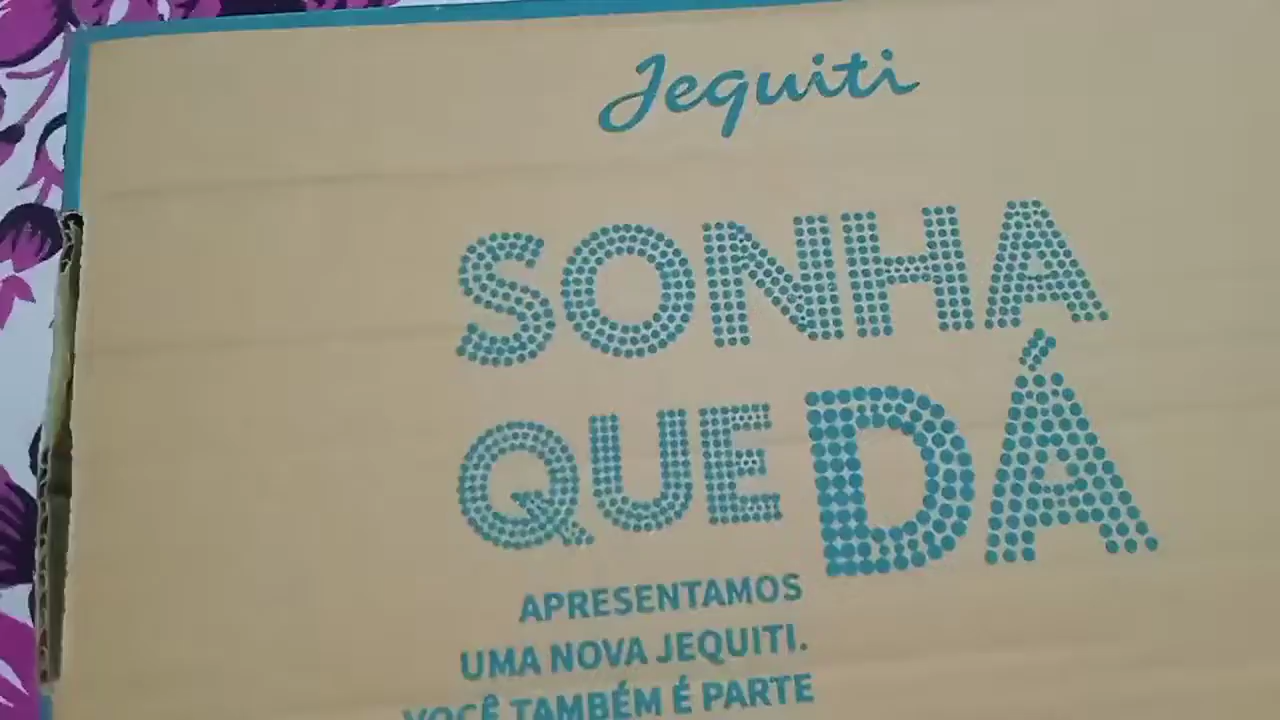 Jequiti
SONHA
QUE DÁ
APRESENTAMOS
UMA NOVA JEQUITI.
VOCÊ TAMBÉM É PARTE